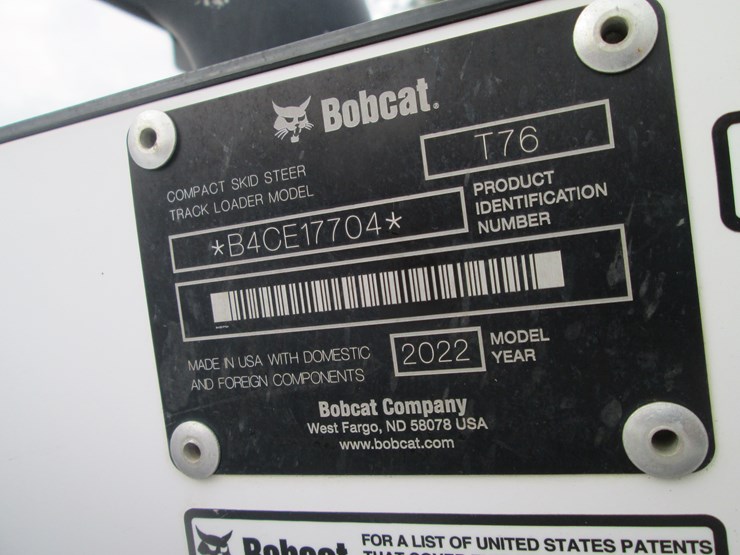 Bobcat.
COMPACT SKID STEER
TRACK LOADER MODEL
T76
*B4CE17704*
PRODUCT
IDENTIFICATION
NUMBER
MADE IN USA WITH DOMESTIC
AND FOREIGN COMPONENTS
2022
MODEL
YEAR
Bobcat Company
West Fargo, ND 58078 USA
www.bobcat.com
Bobcat
FOR A LIST OF UNITED STATES PATENTS